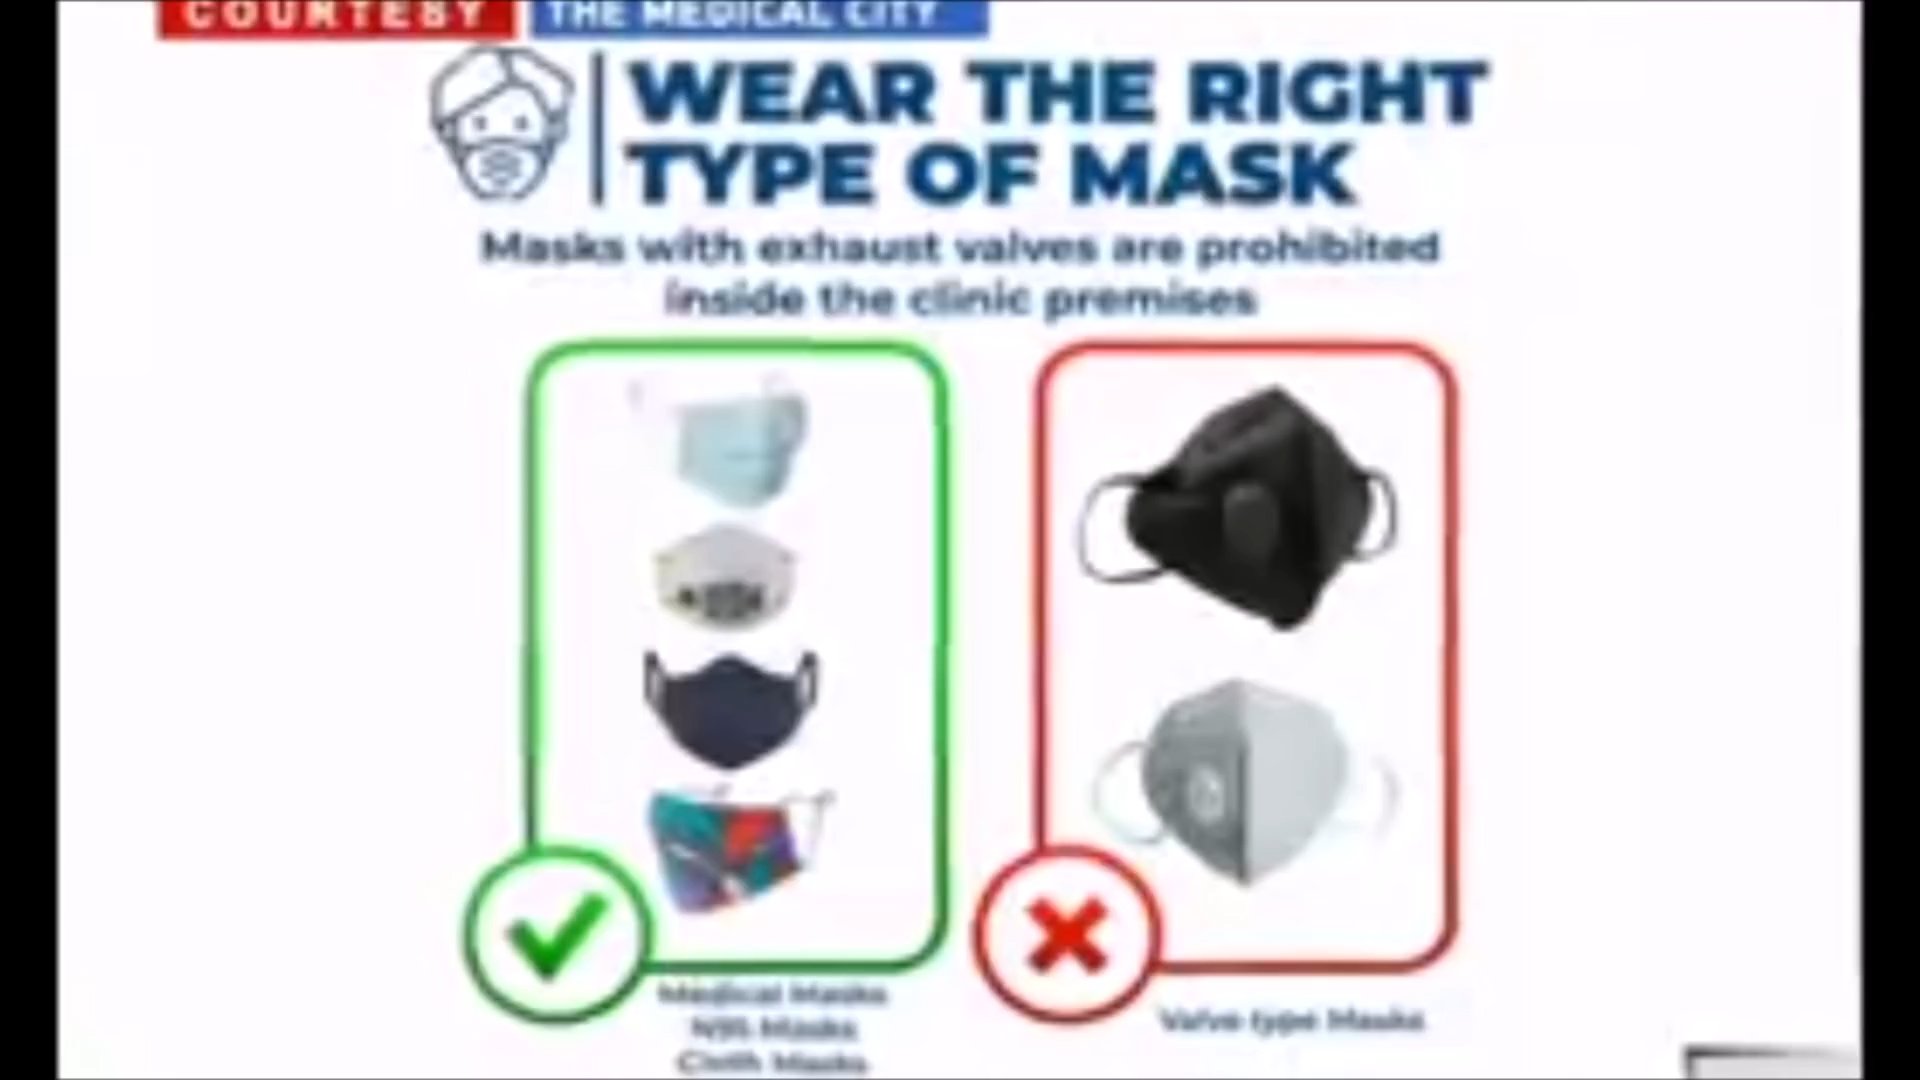 COURTESY THE MEDICAL CITY
WEAR THE RIGHT
TYPE OF MASK
Masks with exhaust valves are prohibited
inside the clinic premises
Medical Masks
N95 Masks
Cloth Masks
Valve type Masks